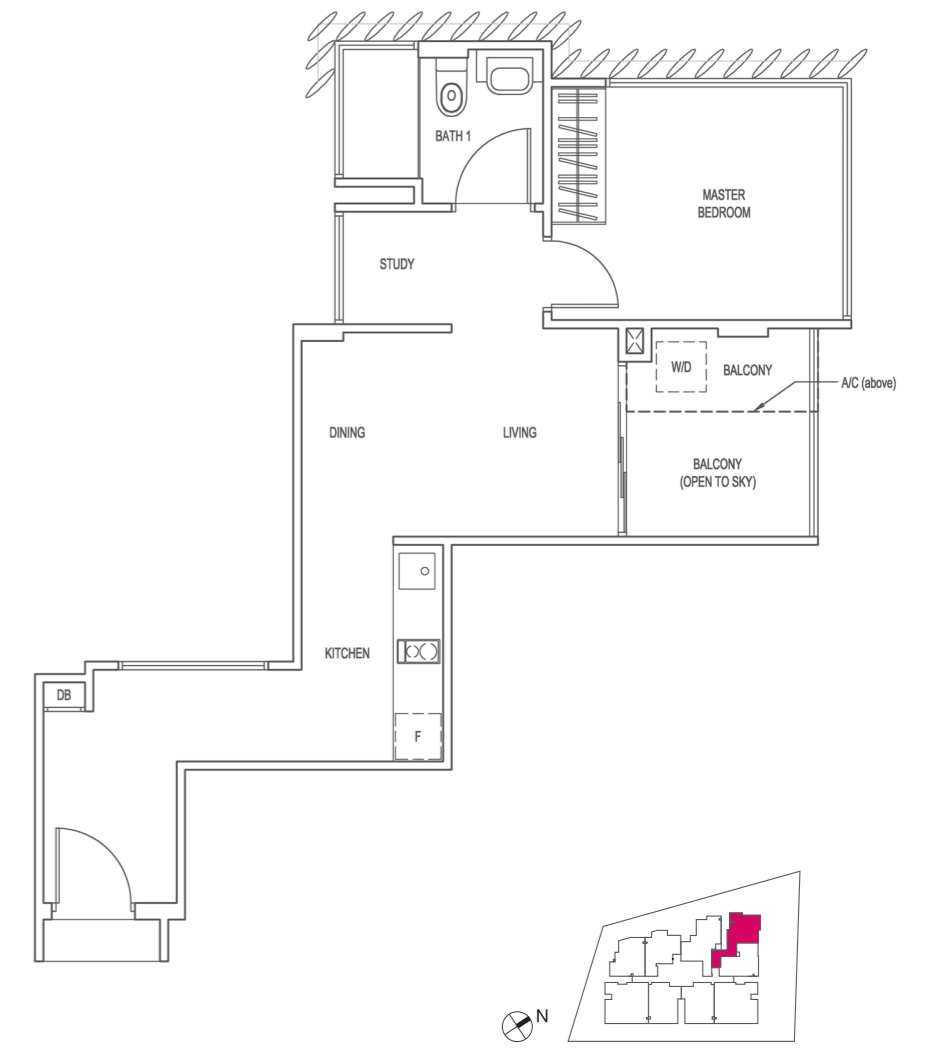 BATH 1
MASTER
BEDROOM
STUDY
W/D
BALCONY
A/C (above)
DINING
LIVING
BALCONY
(OPEN TO SKY)
KITCHEN
DB
F
N